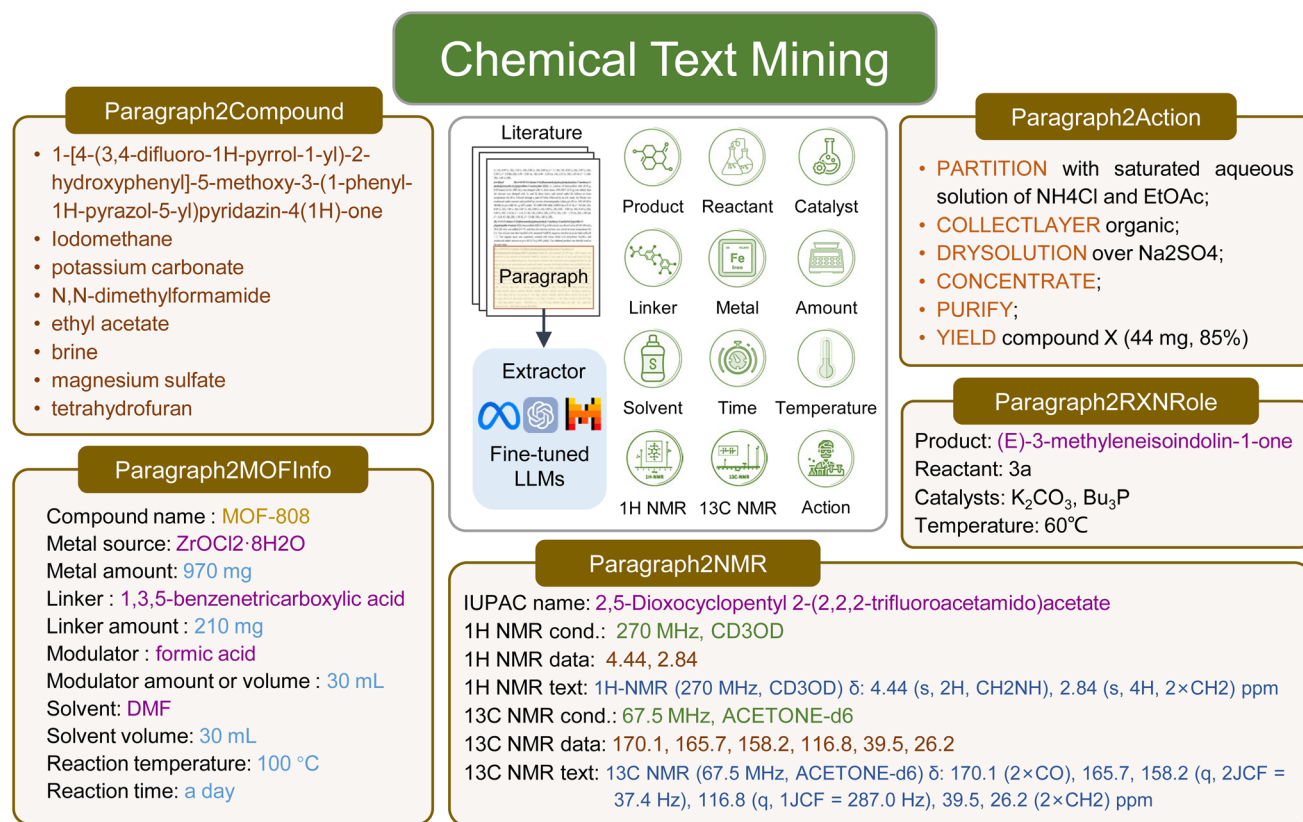 Chemical Text Mining
Paragraph2Compound
• 1-[4-(3,4-difluoro-1H-pyrrol-1-yl)-2-
hydroxyphenyl]-5-methoxy-3-(1-phenyl-
1H-pyrazol-5-yl)pyridazin-4(1H)-one
• Iodomethane
• potassium carbonate
• N,N-dimethylformamide
• ethyl acetate
• brine
• magnesium sulfate
• tetrahydrofuran
Paragraph2MOFInfo
Compound name : MOF-808
Metal source: ZrOCl2·8H2O
Metal amount: 970 mg
Linker : 1,3,5-benzenetricarboxylic acid
Linker amount : 210 mg
Modulator : formic acid
Modulator amount or volume : 30 mL
Solvent: DMF
Solvent volume: 30 mL
Reaction temperature: 100 °C
Reaction time: a day
Literature
Paragraph
Extractor
Fine-tuned
LLMs
Product Reactant Catalyst
Fe
Linker Metal Amount
S
Solvent Time Temperature
1H-NMR 13C-NMR
1H NMR 13C NMR Action
Paragraph2Action
• PARTITION with saturated aqueous
solution of NH4Cl and EtOAc;
• COLLECTLAYER organic;
• DRYSOLUTION over Na2SO4;
• CONCENTRATE;
• PURIFY;
• YIELD compound X (44 mg, 85%)
Paragraph2RXNRole
Product: (E)-3-methyleneisoindolin-1-one
Reactant: 3a
Catalysts: K₂CO₃, Bu₃P
Temperature: 60℃
Paragraph2NMR
IUPAC name: 2,5-Dioxocyclopentyl 2-(2,2,2-trifluoroacetamido)acetate
1H NMR cond.: 270 MHz, CD3OD
1H NMR data: 4.44, 2.84
1H NMR text: 1H-NMR (270 MHz, CD3OD) δ: 4.44 (s, 2H, CH2NH), 2.84 (s, 4H, 2×CH2) ppm
13C NMR cond.: 67.5 MHz, ACETONE-d6
13C NMR data: 170.1, 165.7, 158.2, 116.8, 39.5, 26.2
13C NMR text: 13C NMR (67.5 MHz, ACETONE-d6) δ: 170.1 (2×CO), 165.7, 158.2 (q, 2JCF =
37.4 Hz), 116.8 (q, 1JCF = 287.0 Hz), 39.5, 26.2 (2×CH2) ppm